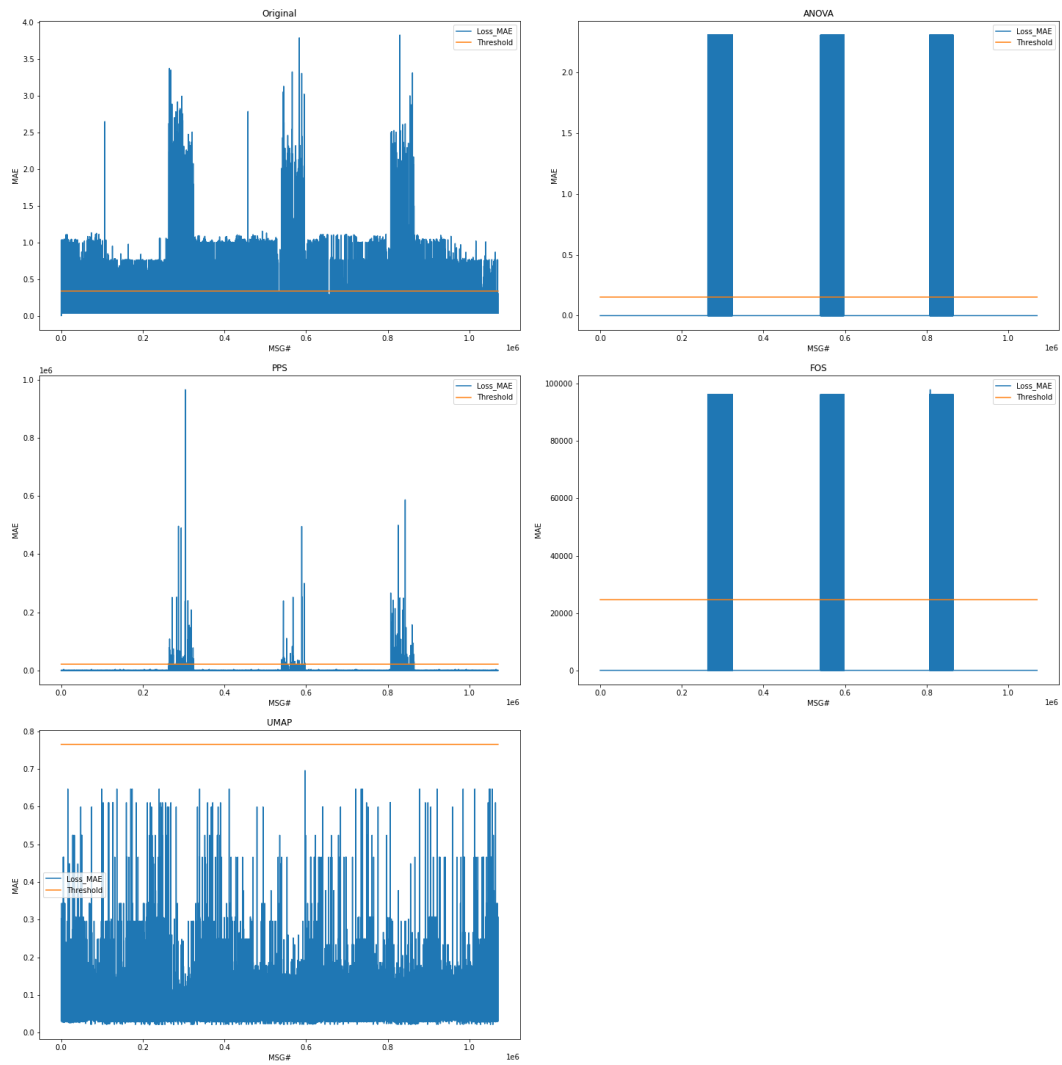 Original
4.0
3.5
3.0
2.5
2.0
1.5
1.0
0.5
0.0
MAE
Loss_MAE
Threshold
0.0 0.2 0.4 0.6 0.8 1.0
1e6
MSG#
ANOVA
2.0
1.5
1.0
0.5
0.0
MAE
Loss_MAE
Threshold
0.0 0.2 0.4 0.6 0.8 1.0
1e6
MSG#
PPS
1e6
1.0
0.8
0.6
0.4
0.2
0.0
MAE
Loss_MAE
Threshold
0.0 0.2 0.4 0.6 0.8 1.0
1e6
MSG#
FOS
100000
80000
60000
40000
20000
0
MAE
Loss_MAE
Threshold
0.0 0.2 0.4 0.6 0.8 1.0
1e6
MSG#
UMAP
0.8
0.7
0.6
0.5
0.4
0.3
0.2
0.1
0.0
MAE
Loss_MAE
Threshold
0.0 0.2 0.4 0.6 0.8 1.0
1e6
MSG#